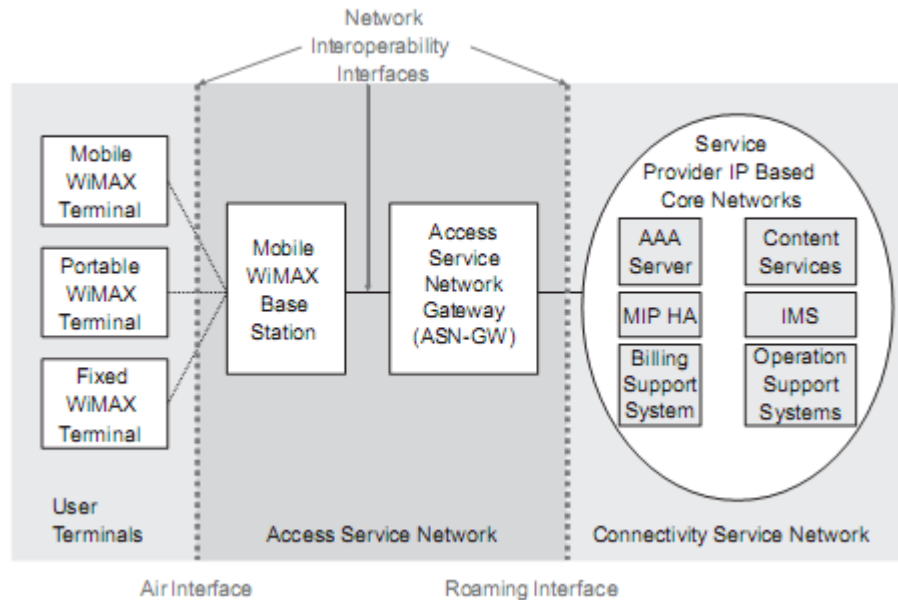 Network
Interoperability
Interfaces
Mobile
WiMAX
Terminal
Portable
WiMAX
Terminal
Fixed
WiMAX
Terminal
User
Terminals
Mobile
WiMAX
Base
Station
Access
Service
Network
Gateway
(ASN-GW)
Access Service Network
Service
Provider IP Based
Core Networks
AAA
Server
Content
Services
MIP HA
IMS
Billing
Support
System
Operation
Support
Systems
Connectivity Service Network
Air Interface
Roaming Interface